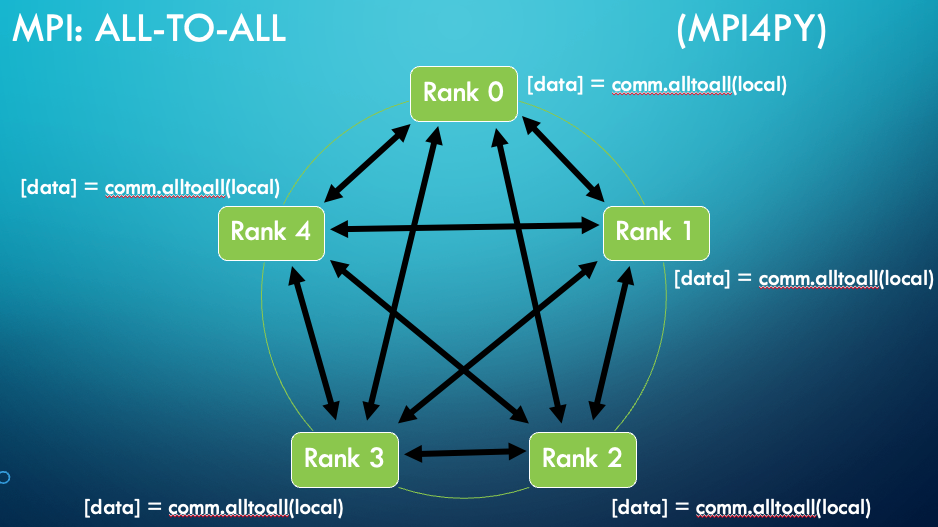 MPI: ALL-TO-ALL (MPI4PY)
Rank 0
[data] = comm.alltoall(local)
[data] = comm.alltoall(local)
Rank 4
Rank 1
[data] = comm.alltoall(local)
Rank 3
Rank 2
[data] = comm.alltoall(local)
[data] = comm.alltoall(local)